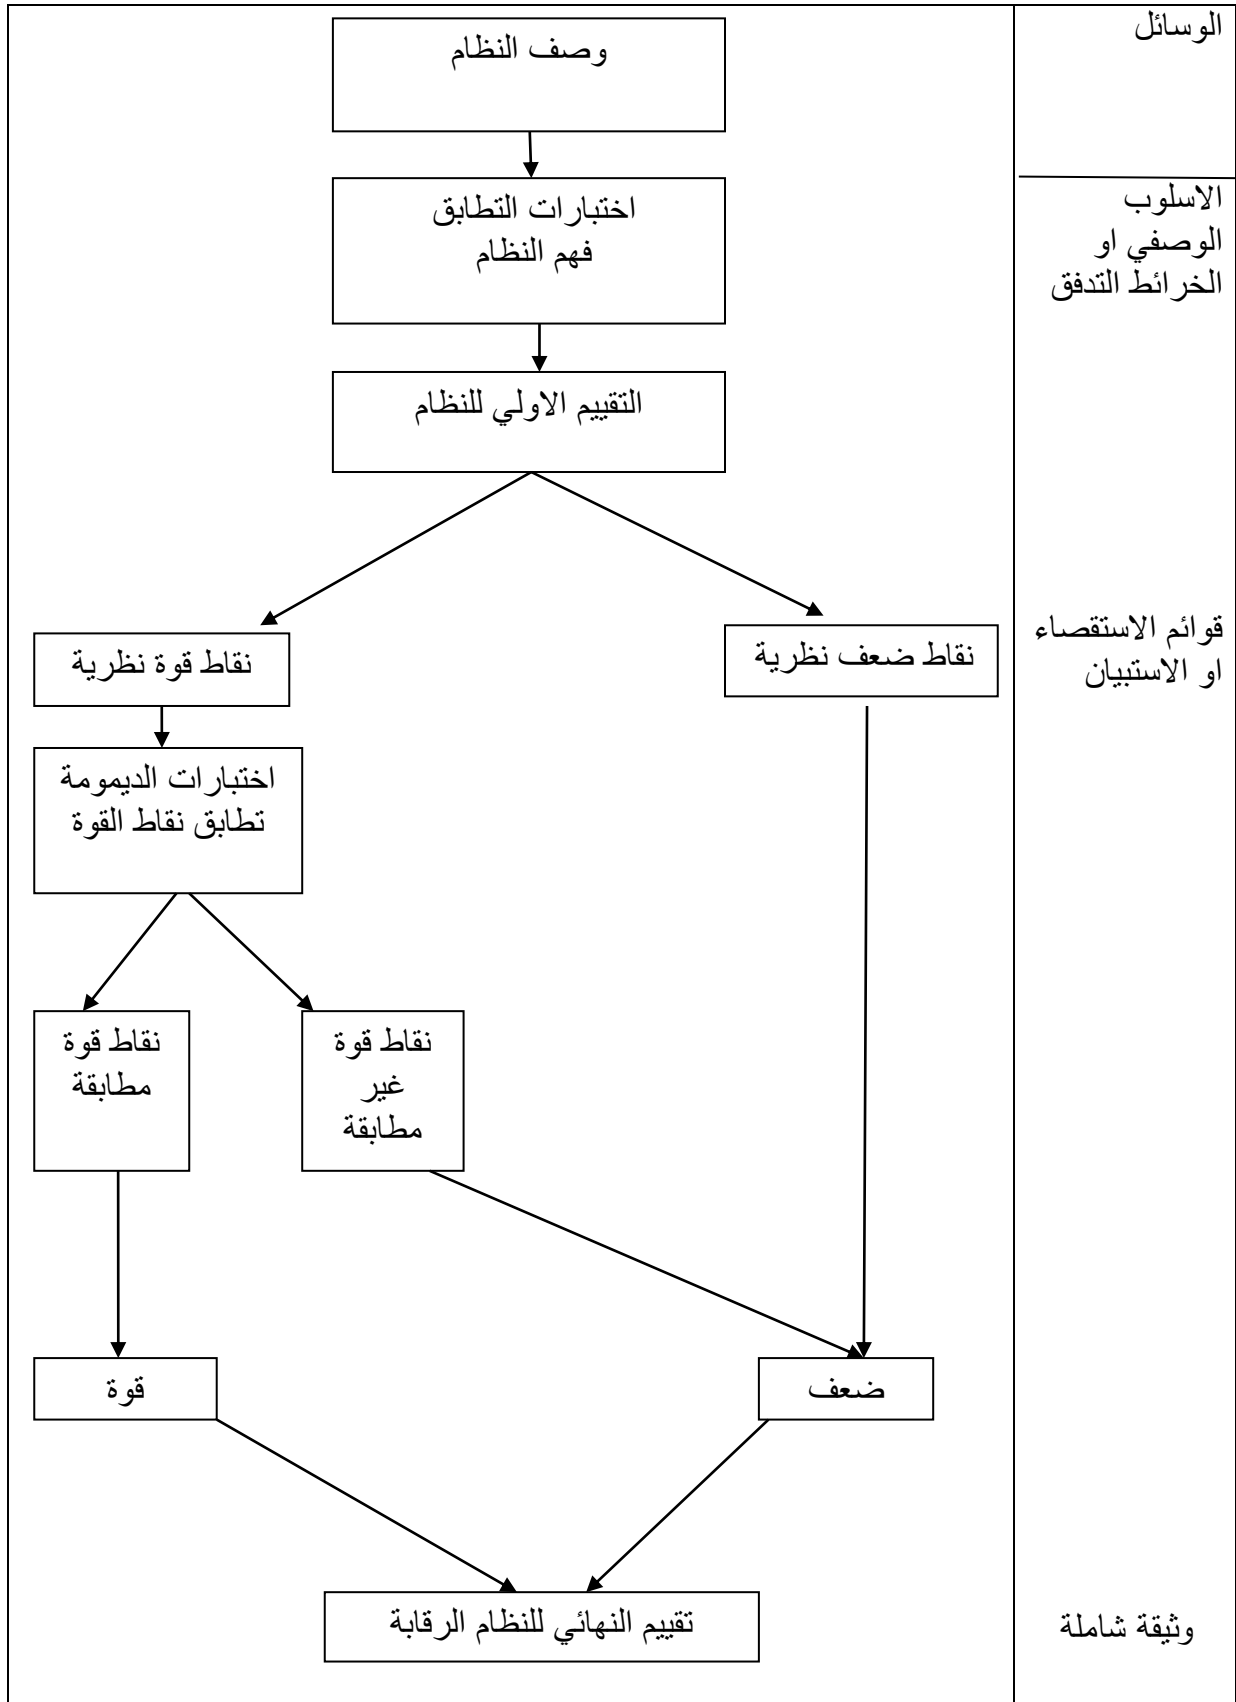 الوسائل
وصف النظام
اختبارات التطابق
فهم النظام
الاسلوب
الوصفي او
الخرائط التدفق
التقييم الاولي للنظام
قوائم الاستقصاء
او الاستبيان
نقاط ضعف نظرية
نقاط قوة نظرية
اختبارات الديمومة
تطابق نقاط القوة
نقاط قوة
غير
مطابقة
نقاط قوة
مطابقة
ضعف
قوة
وثيقة شاملة
تقييم النهائي للنظام الرقابة